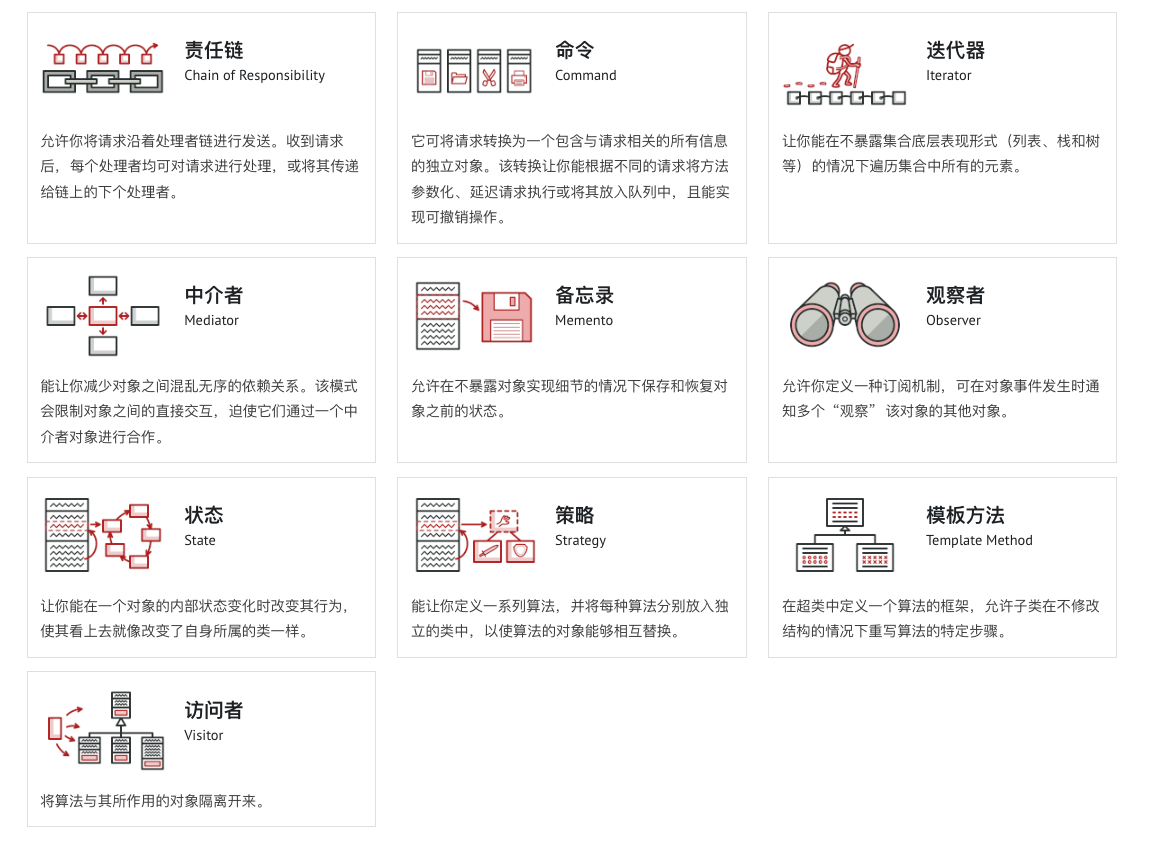 责任链
Chain of Responsibility
允许你将请求沿着处理者链进行发送。收到请求
后，每个处理者均可对请求进行处理，或将其传递
给链上的下个处理者。
命令
Command
它可将请求转换为一个包含与请求相关的所有信息
的独立对象。该转换让你能根据不同的请求将方法
参数化、延迟请求执行或将其放入队列中，且能实
现可撤销操作。
迭代器
Iterator
让你能在不暴露集合底层表现形式（列表、栈和树
等）的情况下遍历集合中所有的元素。
中介者
Mediator
能让你减少对象之间混乱无序的依赖关系。该模式
会限制对象之间的直接交互，迫使它们通过一个中
介者对象进行合作。
备忘录
Memento
允许在不暴露对象实现细节的情况下保存和恢复对
象之前的状态。
观察者
Observer
允许你定义一种订阅机制，可在对象事件发生时通
知多个“观察”该对象的其他对象。
状态
State
让你能在一个对象的内部状态变化时改变其行为，
使其看上去就像改变了自身所属的类一样。
策略
Strategy
能让你定义一系列算法，并将每种算法分别放入独
立的类中，以使算法的对象能够相互替换。
模板方法
Template Method
在超类中定义一个算法的框架，允许子类在不修改
结构的情况下重写算法的特定步骤。
访问者
Visitor
将算法与其所作用的对象隔离开来。